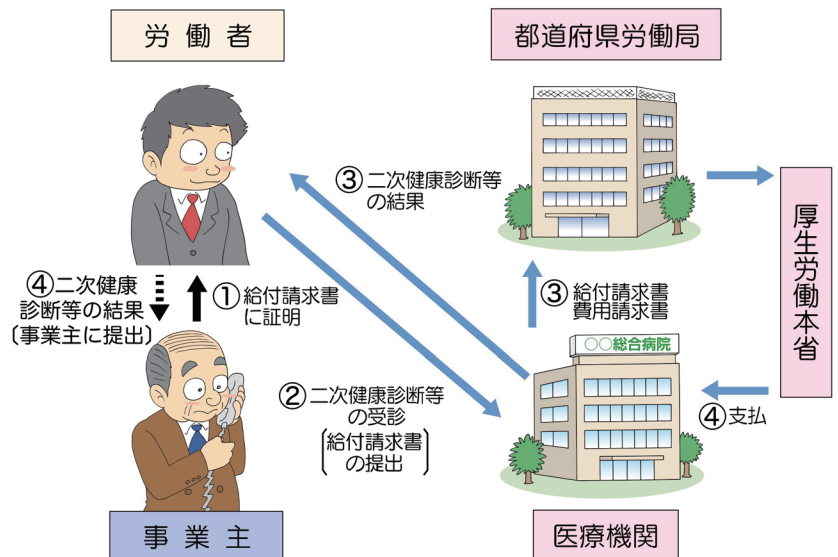 労働者
都道府県労働局
③二次健康診断等
の結果
厚生労働本省
④二次健康
診断等の結果
〔事業主に提出〕
①給付請求書
に証明
③給付請求書
費用請求書
○○総合病院
②二次健康診断等
の受診
〔給付請求書
の提出〕
④支払
事業主
医療機関